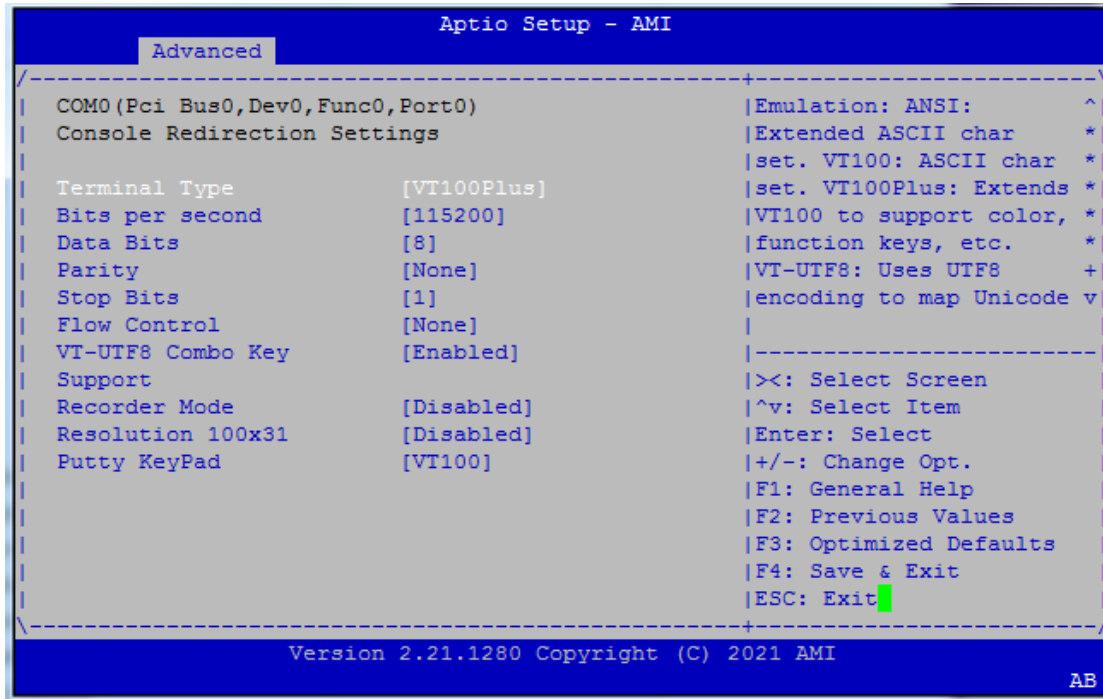 Aptio Setup - AMI
Advanced
/----------------------------------------------------+-------------------------\
| COM0(Pci Bus0,Dev0,Func0,Port0) |Emulation: ANSI: ^|
| Console Redirection Settings |Extended ASCII char *|
| |set. VT100: ASCII char *|
| Terminal Type [VT100Plus] |set. VT100Plus: Extends *|
| Bits per second [115200] |VT100 to support color, *|
| Data Bits [8] |function keys, etc. *|
| Parity [None] |VT-UTF8: Uses UTF8 +|
| Stop Bits [1] |encoding to map Unicode v|
| Flow Control [None] | |
| VT-UTF8 Combo Key [Enabled] |-------------------------|
| Support |><: Select Screen |
| Recorder Mode [Disabled] |^v: Select Item |
| Resolution 100x31 [Disabled] |Enter: Select |
| Putty KeyPad [VT100] |+/-: Change Opt. |
| |F1: General Help |
| |F2: Previous Values |
| |F3: Optimized Defaults |
| |F4: Save & Exit |
| |ESC: Exit |
\----------------------------------------------------+-------------------------/
Version 2.21.1280 Copyright (C) 2021 AMI
AB